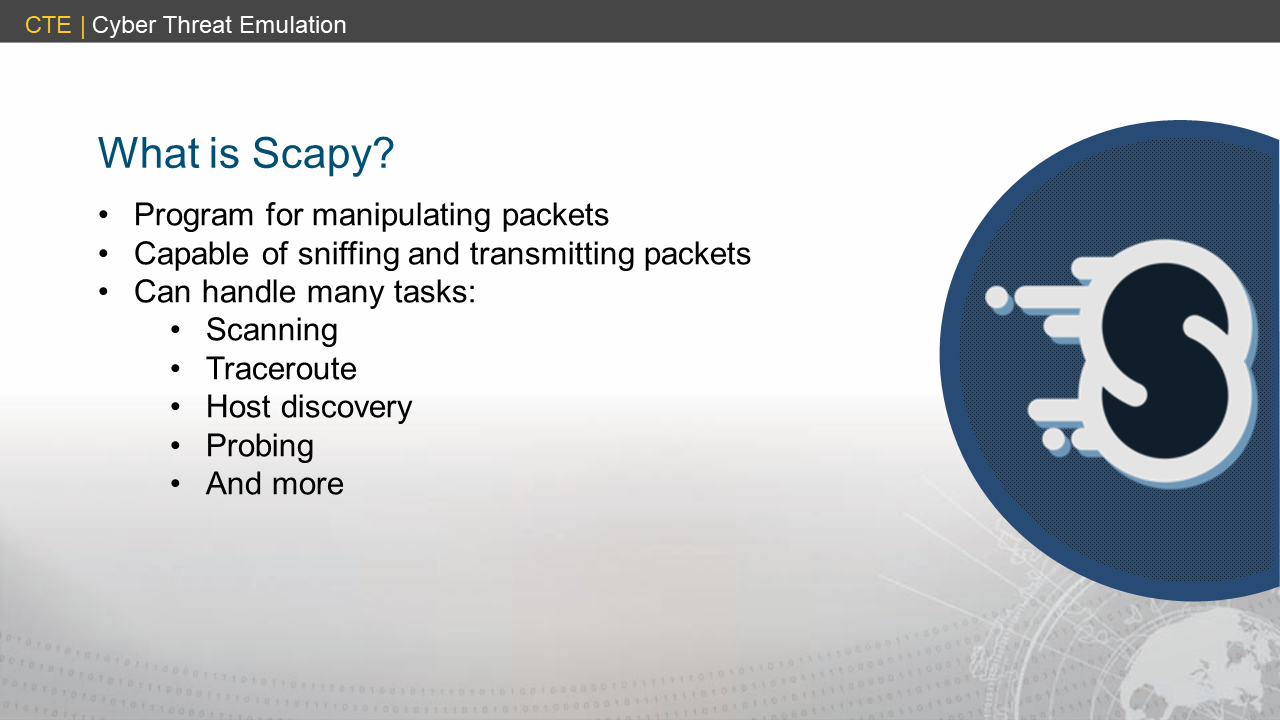 CTE | Cyber Threat Emulation
What is Scapy?
• Program for manipulating packets
• Capable of sniffing and transmitting packets
• Can handle many tasks:
• Scanning
• Traceroute
• Host discovery
• Probing
• And more
S